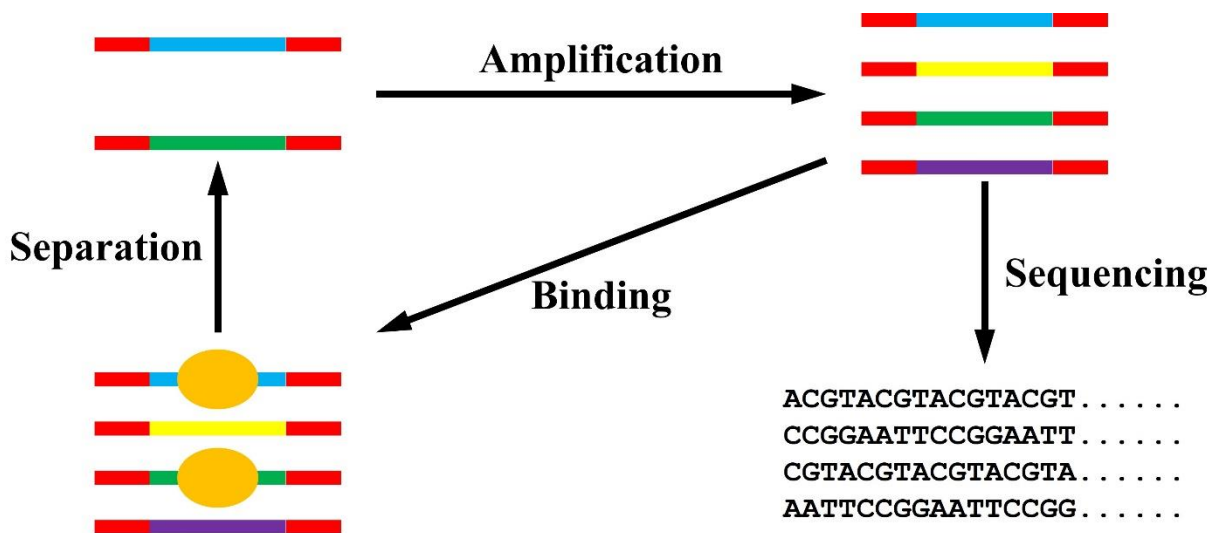 Amplification
Separation
Binding
Sequencing
ACGTACGTACGTACGT......
CCGGAATTCCGGAATT......
CGTACGTACGTACGTA......
AATTCCGGAATTCCGG......